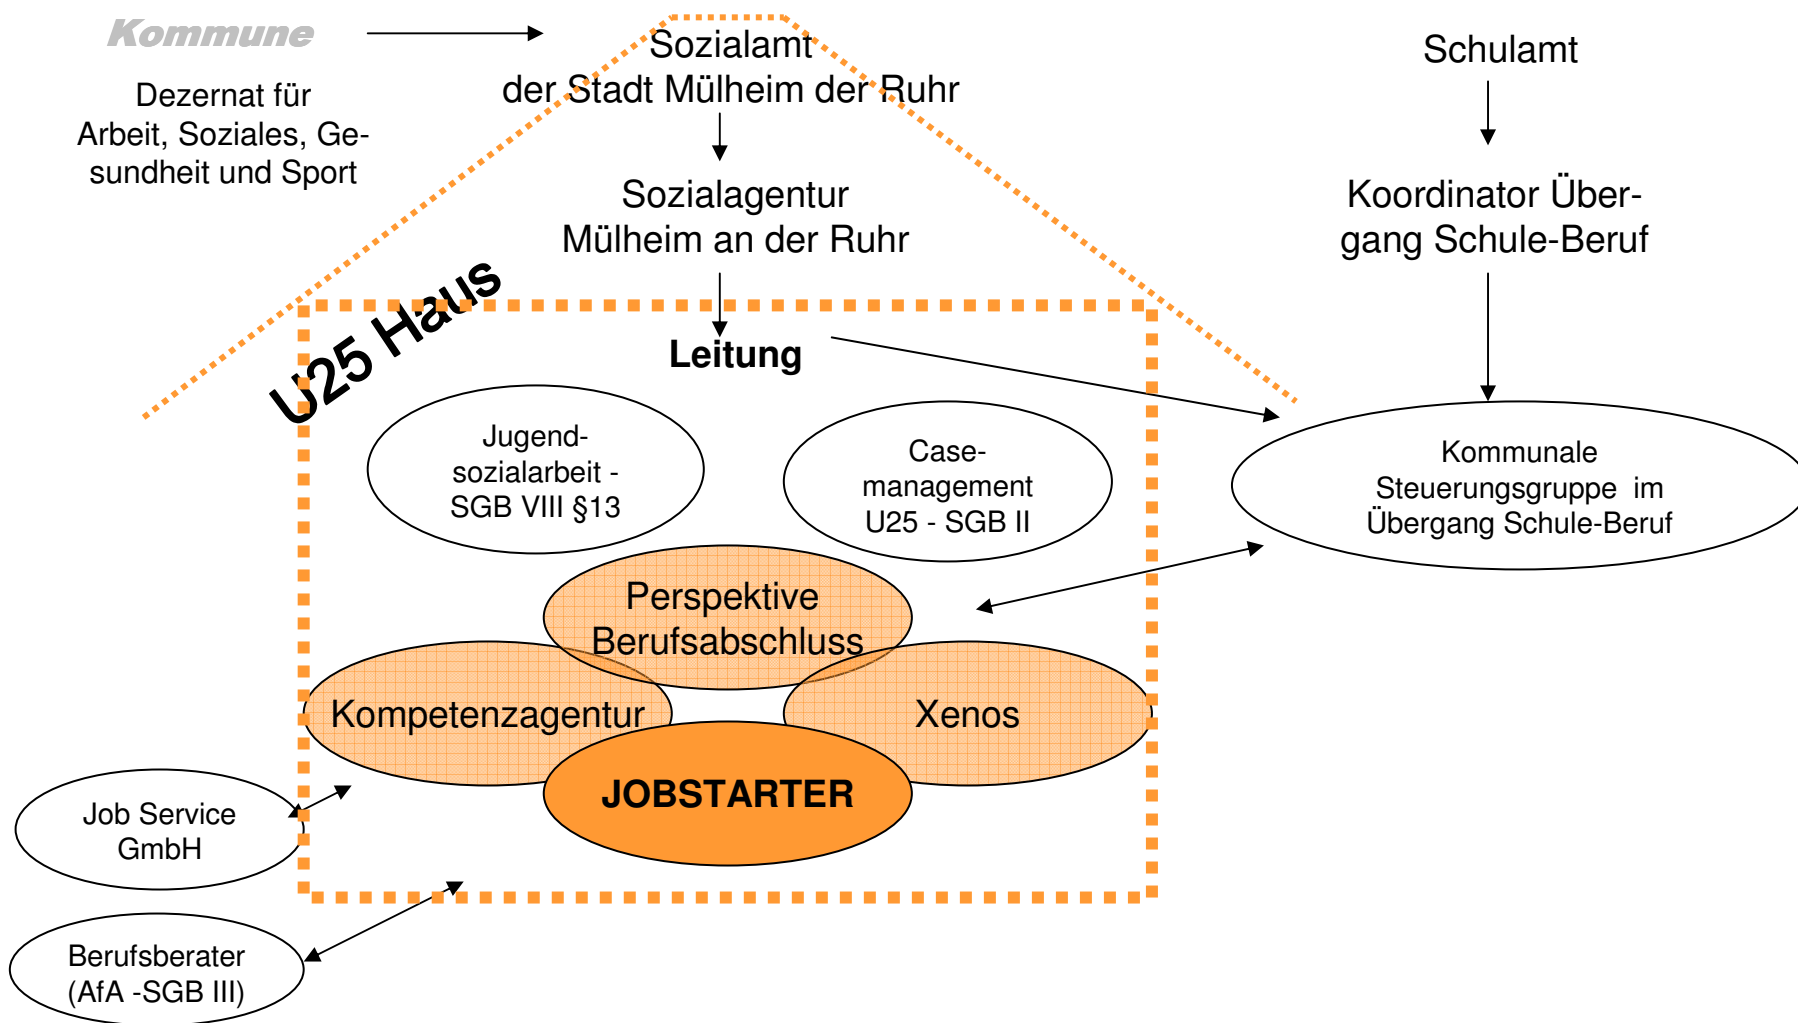 Kommune
Dezernat für
Arbeit, Soziales, Ge-
sundheit und Sport
Sozialamt
der Stadt Mülheim der Ruhr
Schulamt
Sozialagentur
Mülheim an der Ruhr
Koordinator Über-
gang Schule-Beruf
U25 Haus
Leitung
Jugend-
sozialarbeit -
SGB VIII §13
Case-
management
U25 - SGB II
Kommunale
Steuerungsgruppe im
Übergang Schule-Beruf
Perspektive
Berufsabschluss
Kompetenzagentur
Xenos
JOBSTARTER
Job Service
GmbH
Berufsberater
(AfA -SGB III)